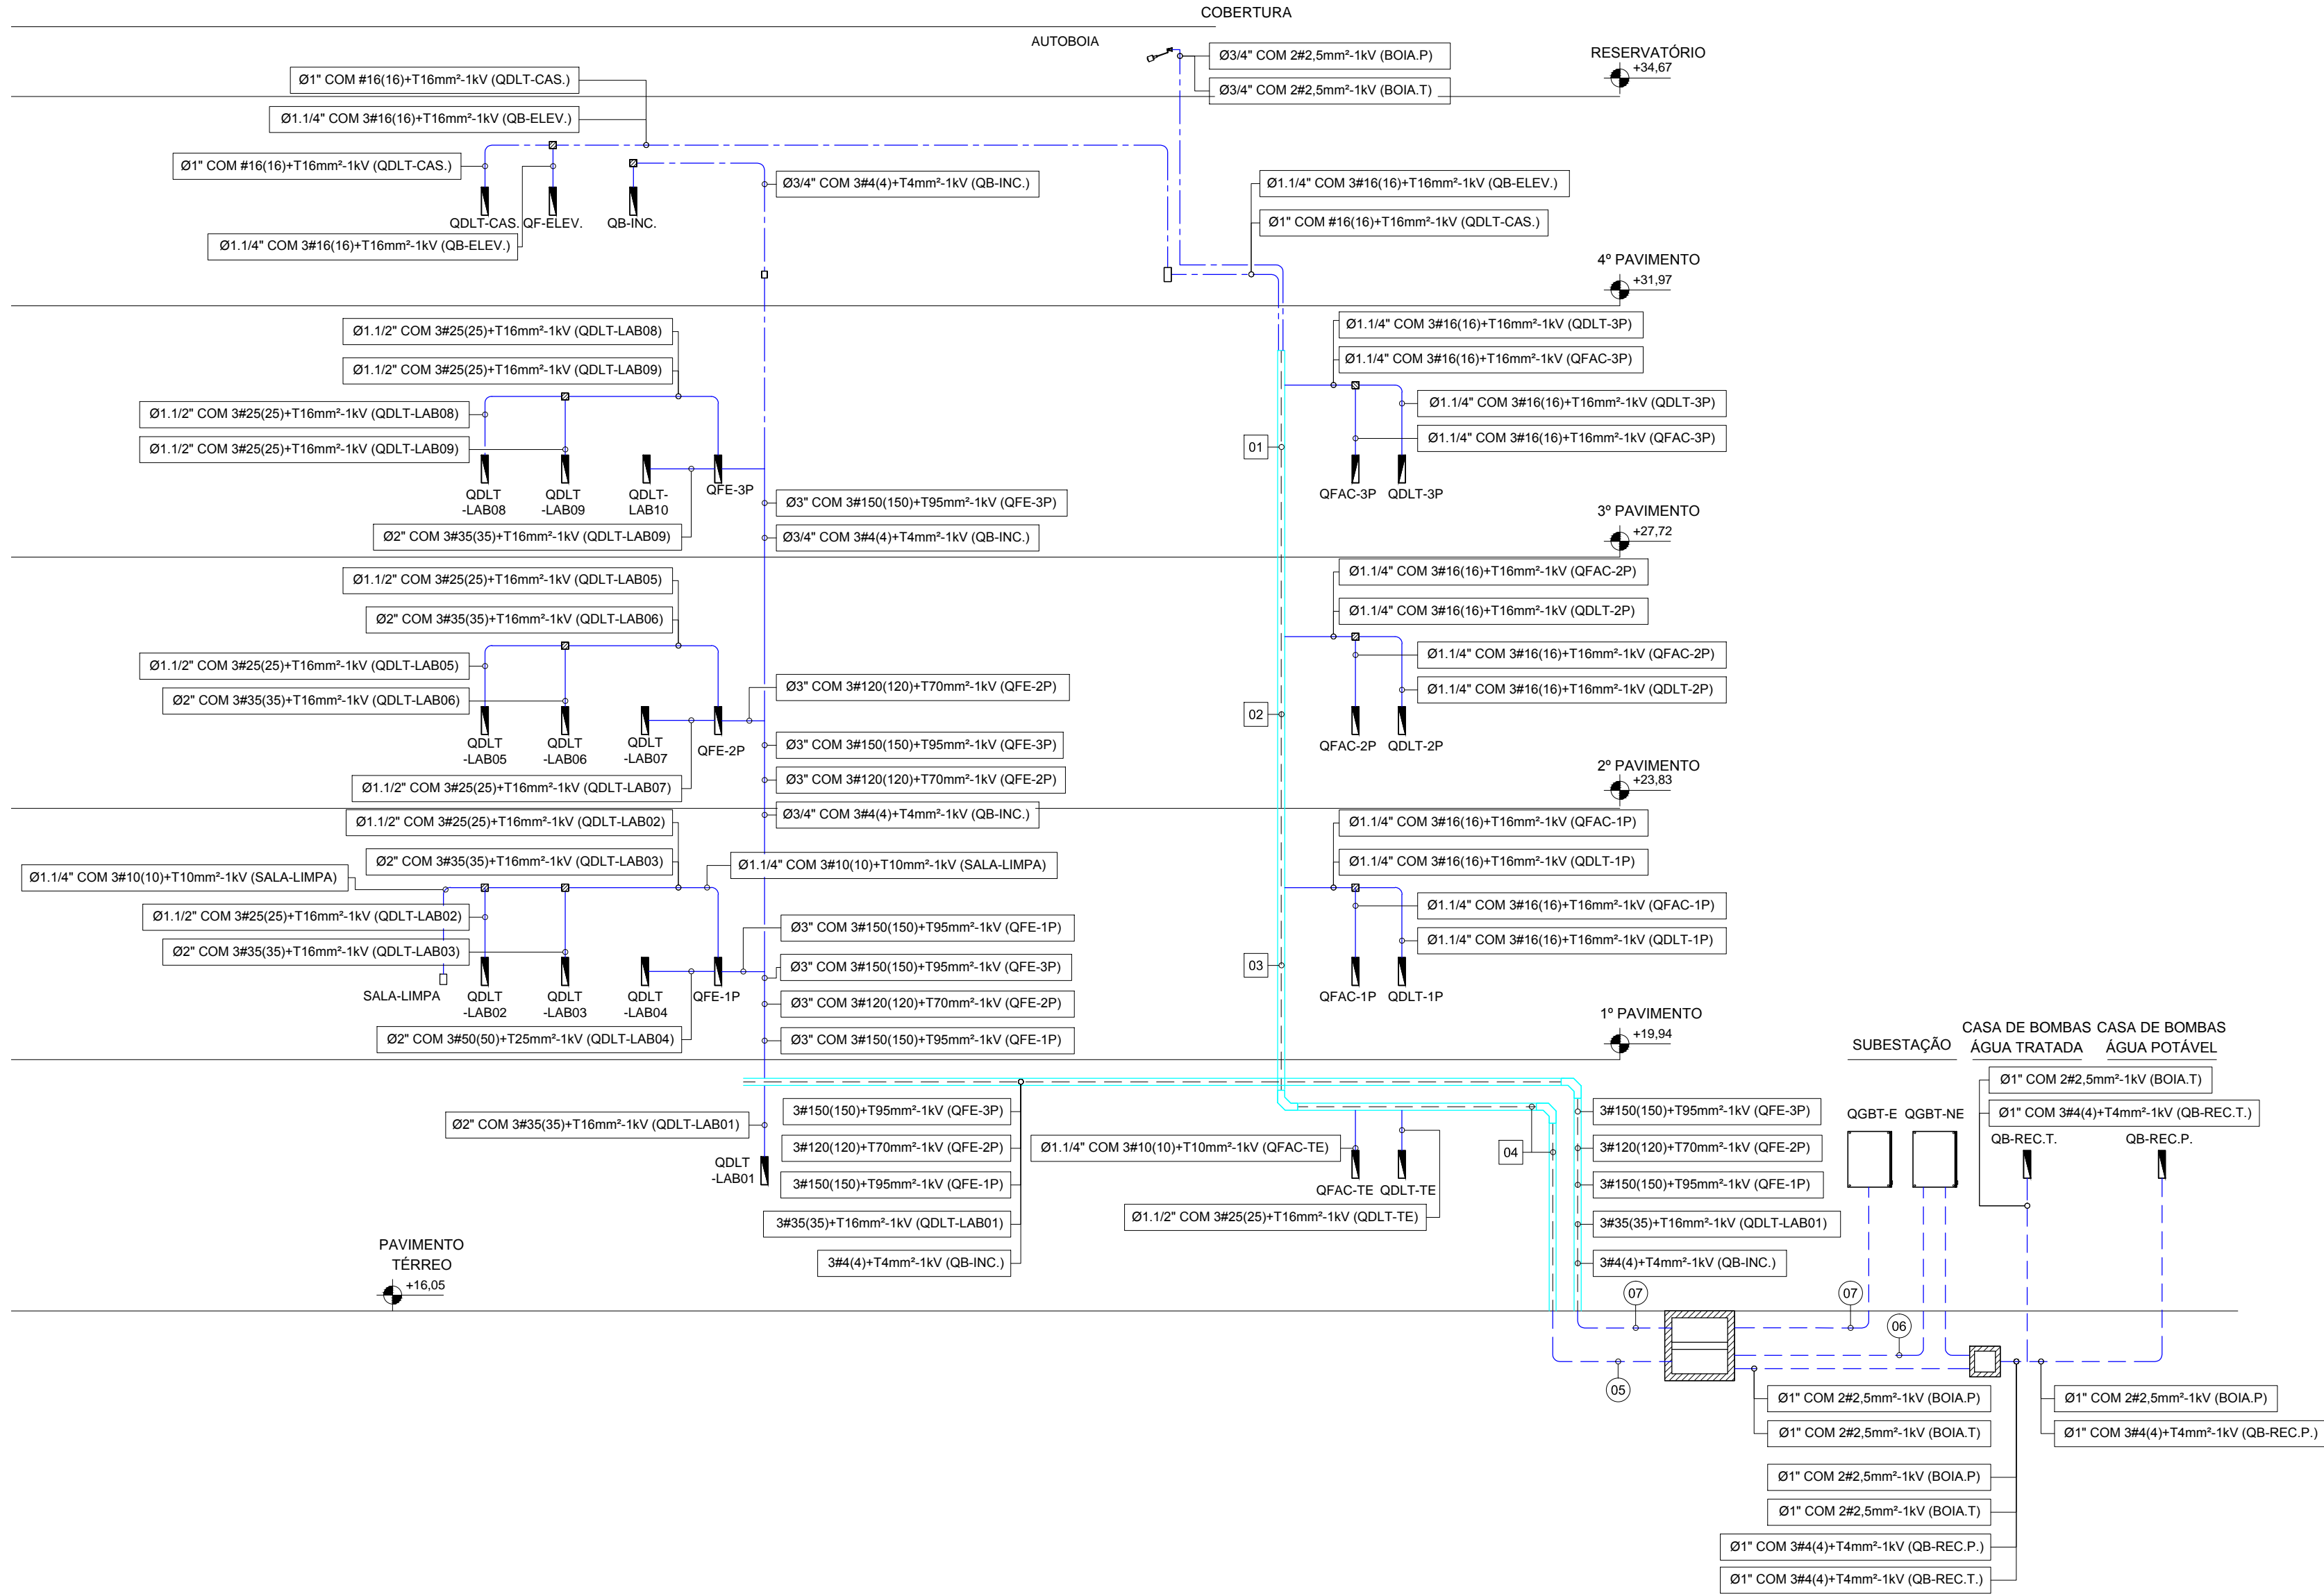 COBERTURA
AUTOBOIA
Ø3/4" COM 2#2,5mm²-1kV (BOIA.P)
RESERVATÓRIO
+34,67
Ø1" COM #16(16)+T16mm²-1kV (QDLT-CAS.)
Ø3/4" COM 2#2,5mm²-1kV (BOIA.T)
Ø1.1/4" COM 3#16(16)+T16mm²-1kV (QB-ELEV.)
Ø1" COM #16(16)+T16mm²-1kV (QDLT-CAS.)
Ø3/4" COM 3#4(4)+T4mm²-1kV (QB-INC.)
Ø1.1/4" COM 3#16(16)+T16mm²-1kV (QB-ELEV.)
QDLT-CAS.
QF-ELEV.
QB-INC.
Ø1" COM #16(16)+T16mm²-1kV (QDLT-CAS.)
Ø1.1/4" COM 3#16(16)+T16mm²-1kV (QB-ELEV.)
4º PAVIMENTO
+31,97
Ø1.1/2" COM 3#25(25)+T16mm²-1kV (QDLT-LAB08)
Ø1.1/4" COM 3#16(16)+T16mm²-1kV (QDLT-3P)
Ø1.1/2" COM 3#25(25)+T16mm²-1kV (QDLT-LAB09)
Ø1.1/4" COM 3#16(16)+T16mm²-1kV (QFAC-3P)
Ø1.1/2" COM 3#25(25)+T16mm²-1kV (QDLT-LAB08)
Ø1.1/4" COM 3#16(16)+T16mm²-1kV (QDLT-3P)
Ø1.1/2" COM 3#25(25)+T16mm²-1kV (QDLT-LAB09)
01
Ø1.1/4" COM 3#16(16)+T16mm²-1kV (QFAC-3P)
QDLT
-LAB08
QDLT
-LAB09
QDLT-
LAB10
QFE-3P
QFAC-3P
QDLT-3P
Ø3" COM 3#150(150)+T95mm²-1kV (QFE-3P)
3º PAVIMENTO
+27,72
Ø2" COM 3#35(35)+T16mm²-1kV (QDLT-LAB09)
Ø3/4" COM 3#4(4)+T4mm²-1kV (QB-INC.)
Ø1.1/2" COM 3#25(25)+T16mm²-1kV (QDLT-LAB05)
Ø1.1/4" COM 3#16(16)+T16mm²-1kV (QFAC-2P)
Ø2" COM 3#35(35)+T16mm²-1kV (QDLT-LAB06)
Ø1.1/4" COM 3#16(16)+T16mm²-1kV (QDLT-2P)
Ø1.1/2" COM 3#25(25)+T16mm²-1kV (QDLT-LAB05)
Ø1.1/4" COM 3#16(16)+T16mm²-1kV (QFAC-2P)
Ø2" COM 3#35(35)+T16mm²-1kV (QDLT-LAB06)
Ø3" COM 3#120(120)+T70mm²-1kV (QFE-2P)
02
Ø1.1/4" COM 3#16(16)+T16mm²-1kV (QDLT-2P)
QDLT
-LAB05
QDLT
-LAB06
QDLT
-LAB07
QFE-2P
Ø3" COM 3#150(150)+T95mm²-1kV (QFE-3P)
QFAC-2P
QDLT-2P
Ø1.1/2" COM 3#25(25)+T16mm²-1kV (QDLT-LAB07)
Ø3" COM 3#120(120)+T70mm²-1kV (QFE-2P)
2º PAVIMENTO
+23,83
Ø3/4" COM 3#4(4)+T4mm²-1kV (QB-INC.)
Ø1.1/2" COM 3#25(25)+T16mm²-1kV (QDLT-LAB02)
Ø1.1/4" COM 3#16(16)+T16mm²-1kV (QFAC-1P)
Ø2" COM 3#35(35)+T16mm²-1kV (QDLT-LAB03)
Ø1.1/4" COM 3#10(10)+T10mm²-1kV (SALA-LIMPA)
Ø1.1/4" COM 3#16(16)+T16mm²-1kV (QDLT-1P)
Ø1.1/4" COM 3#10(10)+T10mm²-1kV (SALA-LIMPA)
Ø1.1/2" COM 3#25(25)+T16mm²-1kV (QDLT-LAB02)
Ø1.1/4" COM 3#16(16)+T16mm²-1kV (QFAC-1P)
Ø3" COM 3#150(150)+T95mm²-1kV (QFE-1P)
Ø2" COM 3#35(35)+T16mm²-1kV (QDLT-LAB03)
Ø1.1/4" COM 3#16(16)+T16mm²-1kV (QDLT-1P)
Ø3" COM 3#150(150)+T95mm²-1kV (QFE-3P)
03
SALA-LIMPA
QDLT
-LAB02
QDLT
-LAB03
QDLT
-LAB04
QFE-1P
Ø3" COM 3#120(120)+T70mm²-1kV (QFE-2P)
QFAC-1P
QDLT-1P
Ø2" COM 3#50(50)+T25mm²-1kV (QDLT-LAB04)
Ø3" COM 3#150(150)+T95mm²-1kV (QFE-1P)
1º PAVIMENTO
+19,94
SUBESTAÇÃO
CASA DE BOMBAS
ÁGUA TRATADA
CASA DE BOMBAS
ÁGUA POTÁVEL
Ø1" COM 2#2,5mm²-1kV (BOIA.T)
Ø2" COM 3#35(35)+T16mm²-1kV (QDLT-LAB01)
3#150(150)+T95mm²-1kV (QFE-3P)
3#150(150)+T95mm²-1kV (QFE-3P)
QGBT-E
QGBT-NE
Ø1" COM 3#4(4)+T4mm²-1kV (QB-REC.T.)
QB-REC.T.
QB-REC.P.
3#120(120)+T70mm²-1kV (QFE-2P)
Ø1.1/4" COM 3#10(10)+T10mm²-1kV (QFAC-TE)
04
3#120(120)+T70mm²-1kV (QFE-2P)
QDLT
-LAB01
3#150(150)+T95mm²-1kV (QFE-1P)
QFAC-TE
QDLT-TE
3#150(150)+T95mm²-1kV (QFE-1P)
3#35(35)+T16mm²-1kV (QDLT-LAB01)
Ø1.1/2" COM 3#25(25)+T16mm²-1kV (QDLT-TE)
3#35(35)+T16mm²-1kV (QDLT-LAB01)
PAVIMENTO
TÉRREO
+16,05
3#4(4)+T4mm²-1kV (QB-INC.)
3#4(4)+T4mm²-1kV (QB-INC.)
07
07
06
05
Ø1" COM 2#2,5mm²-1kV (BOIA.P)
Ø1" COM 2#2,5mm²-1kV (BOIA.P)
Ø1" COM 2#2,5mm²-1kV (BOIA.T)
Ø1" COM 3#4(4)+T4mm²-1kV (QB-REC.P.)
Ø1" COM 2#2,5mm²-1kV (BOIA.P)
Ø1" COM 2#2,5mm²-1kV (BOIA.T)
Ø1" COM 3#4(4)+T4mm²-1kV (QB-REC.P.)
Ø1" COM 3#4(4)+T4mm²-1kV (QB-REC.T.)